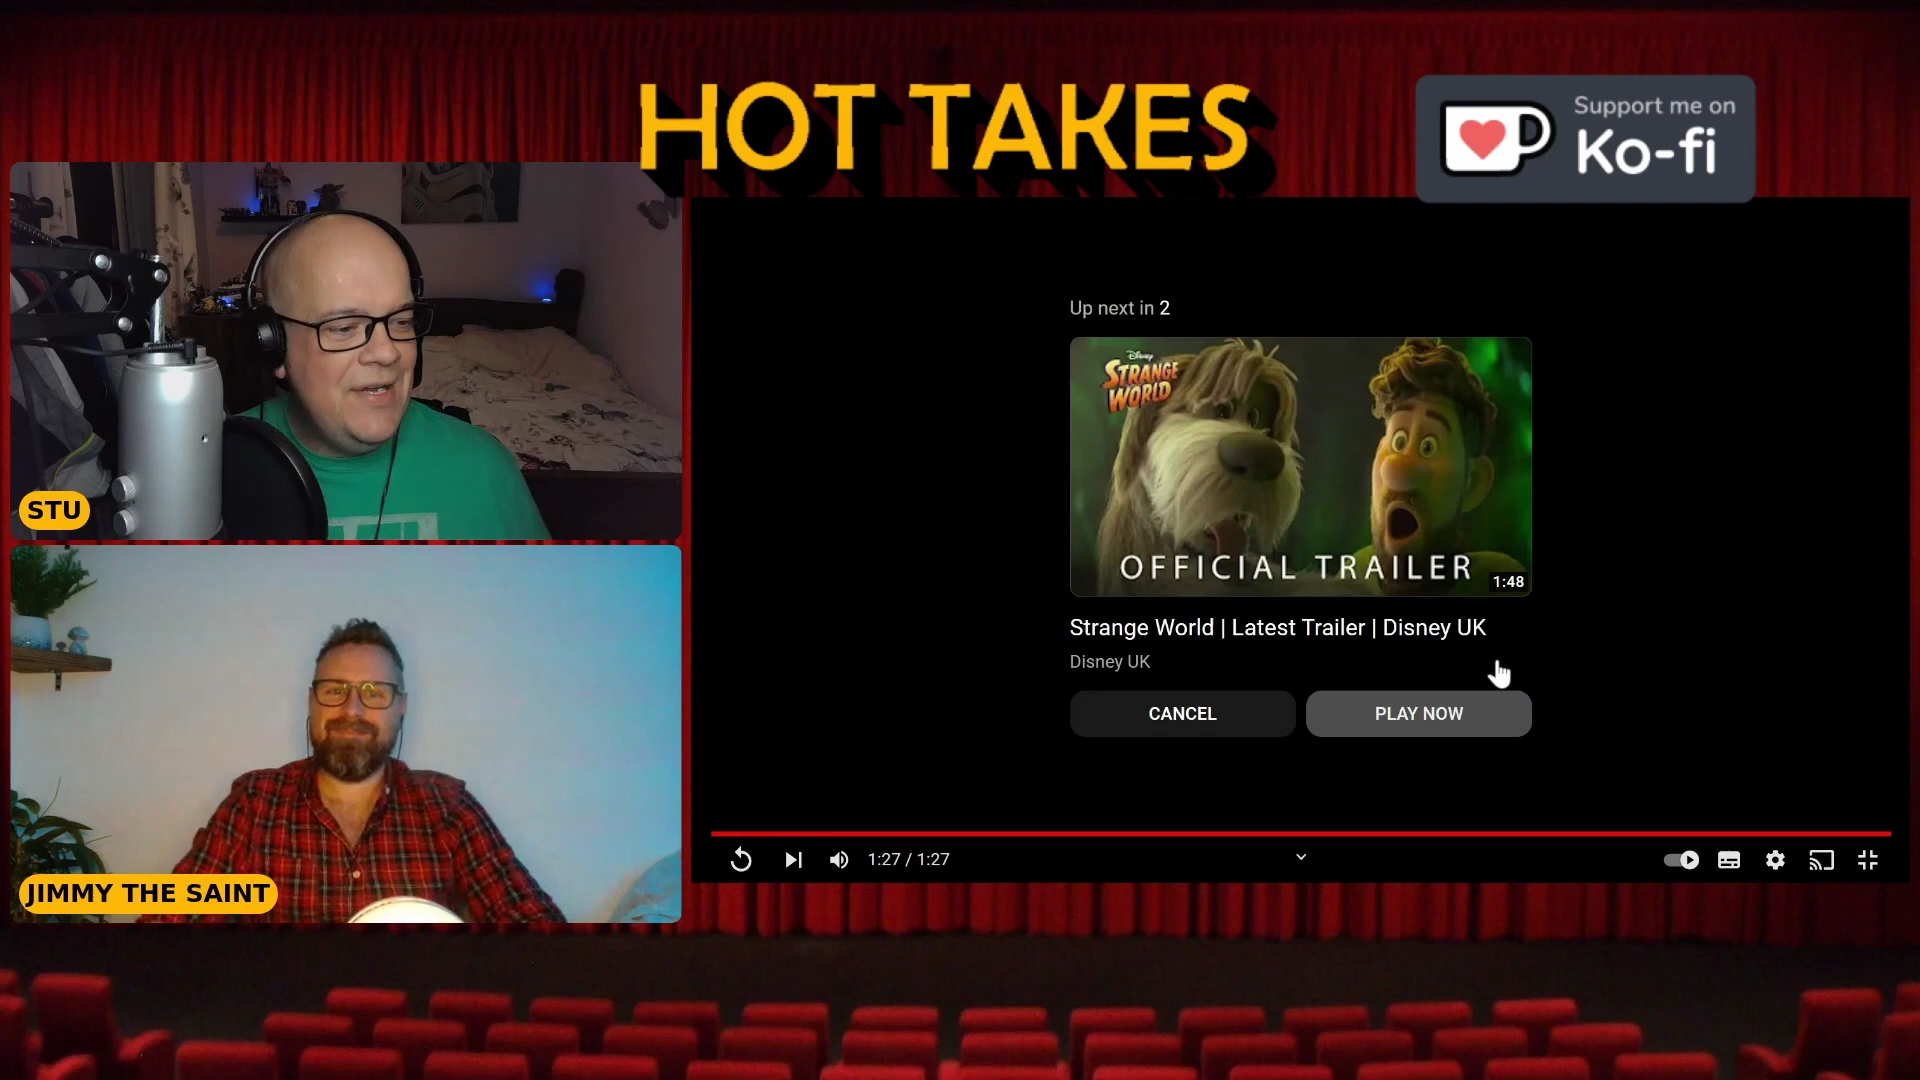 HOT TAKES
Support me on
Ko-fi
STU
JIMMY THE SAINT
Up next in 2
Disney
STRANGE
WORLD
OFFICIAL TRAILER
1:48
Strange World | Latest Trailer | Disney UK
Disney UK
CANCEL
PLAY NOW
1:27 / 1:27